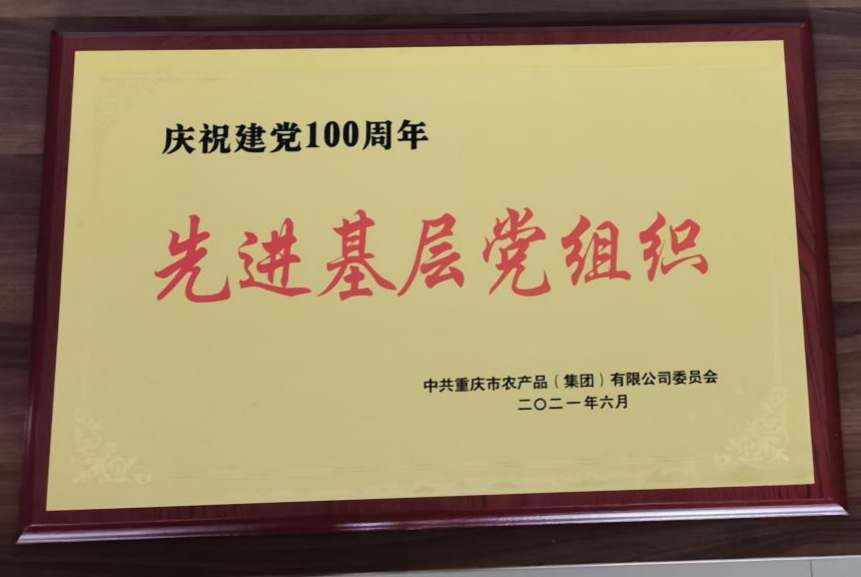 庆祝建党100周年
先进基层党组织
中共重庆市农产品（集团）有限公司委员会
二〇二一年六月